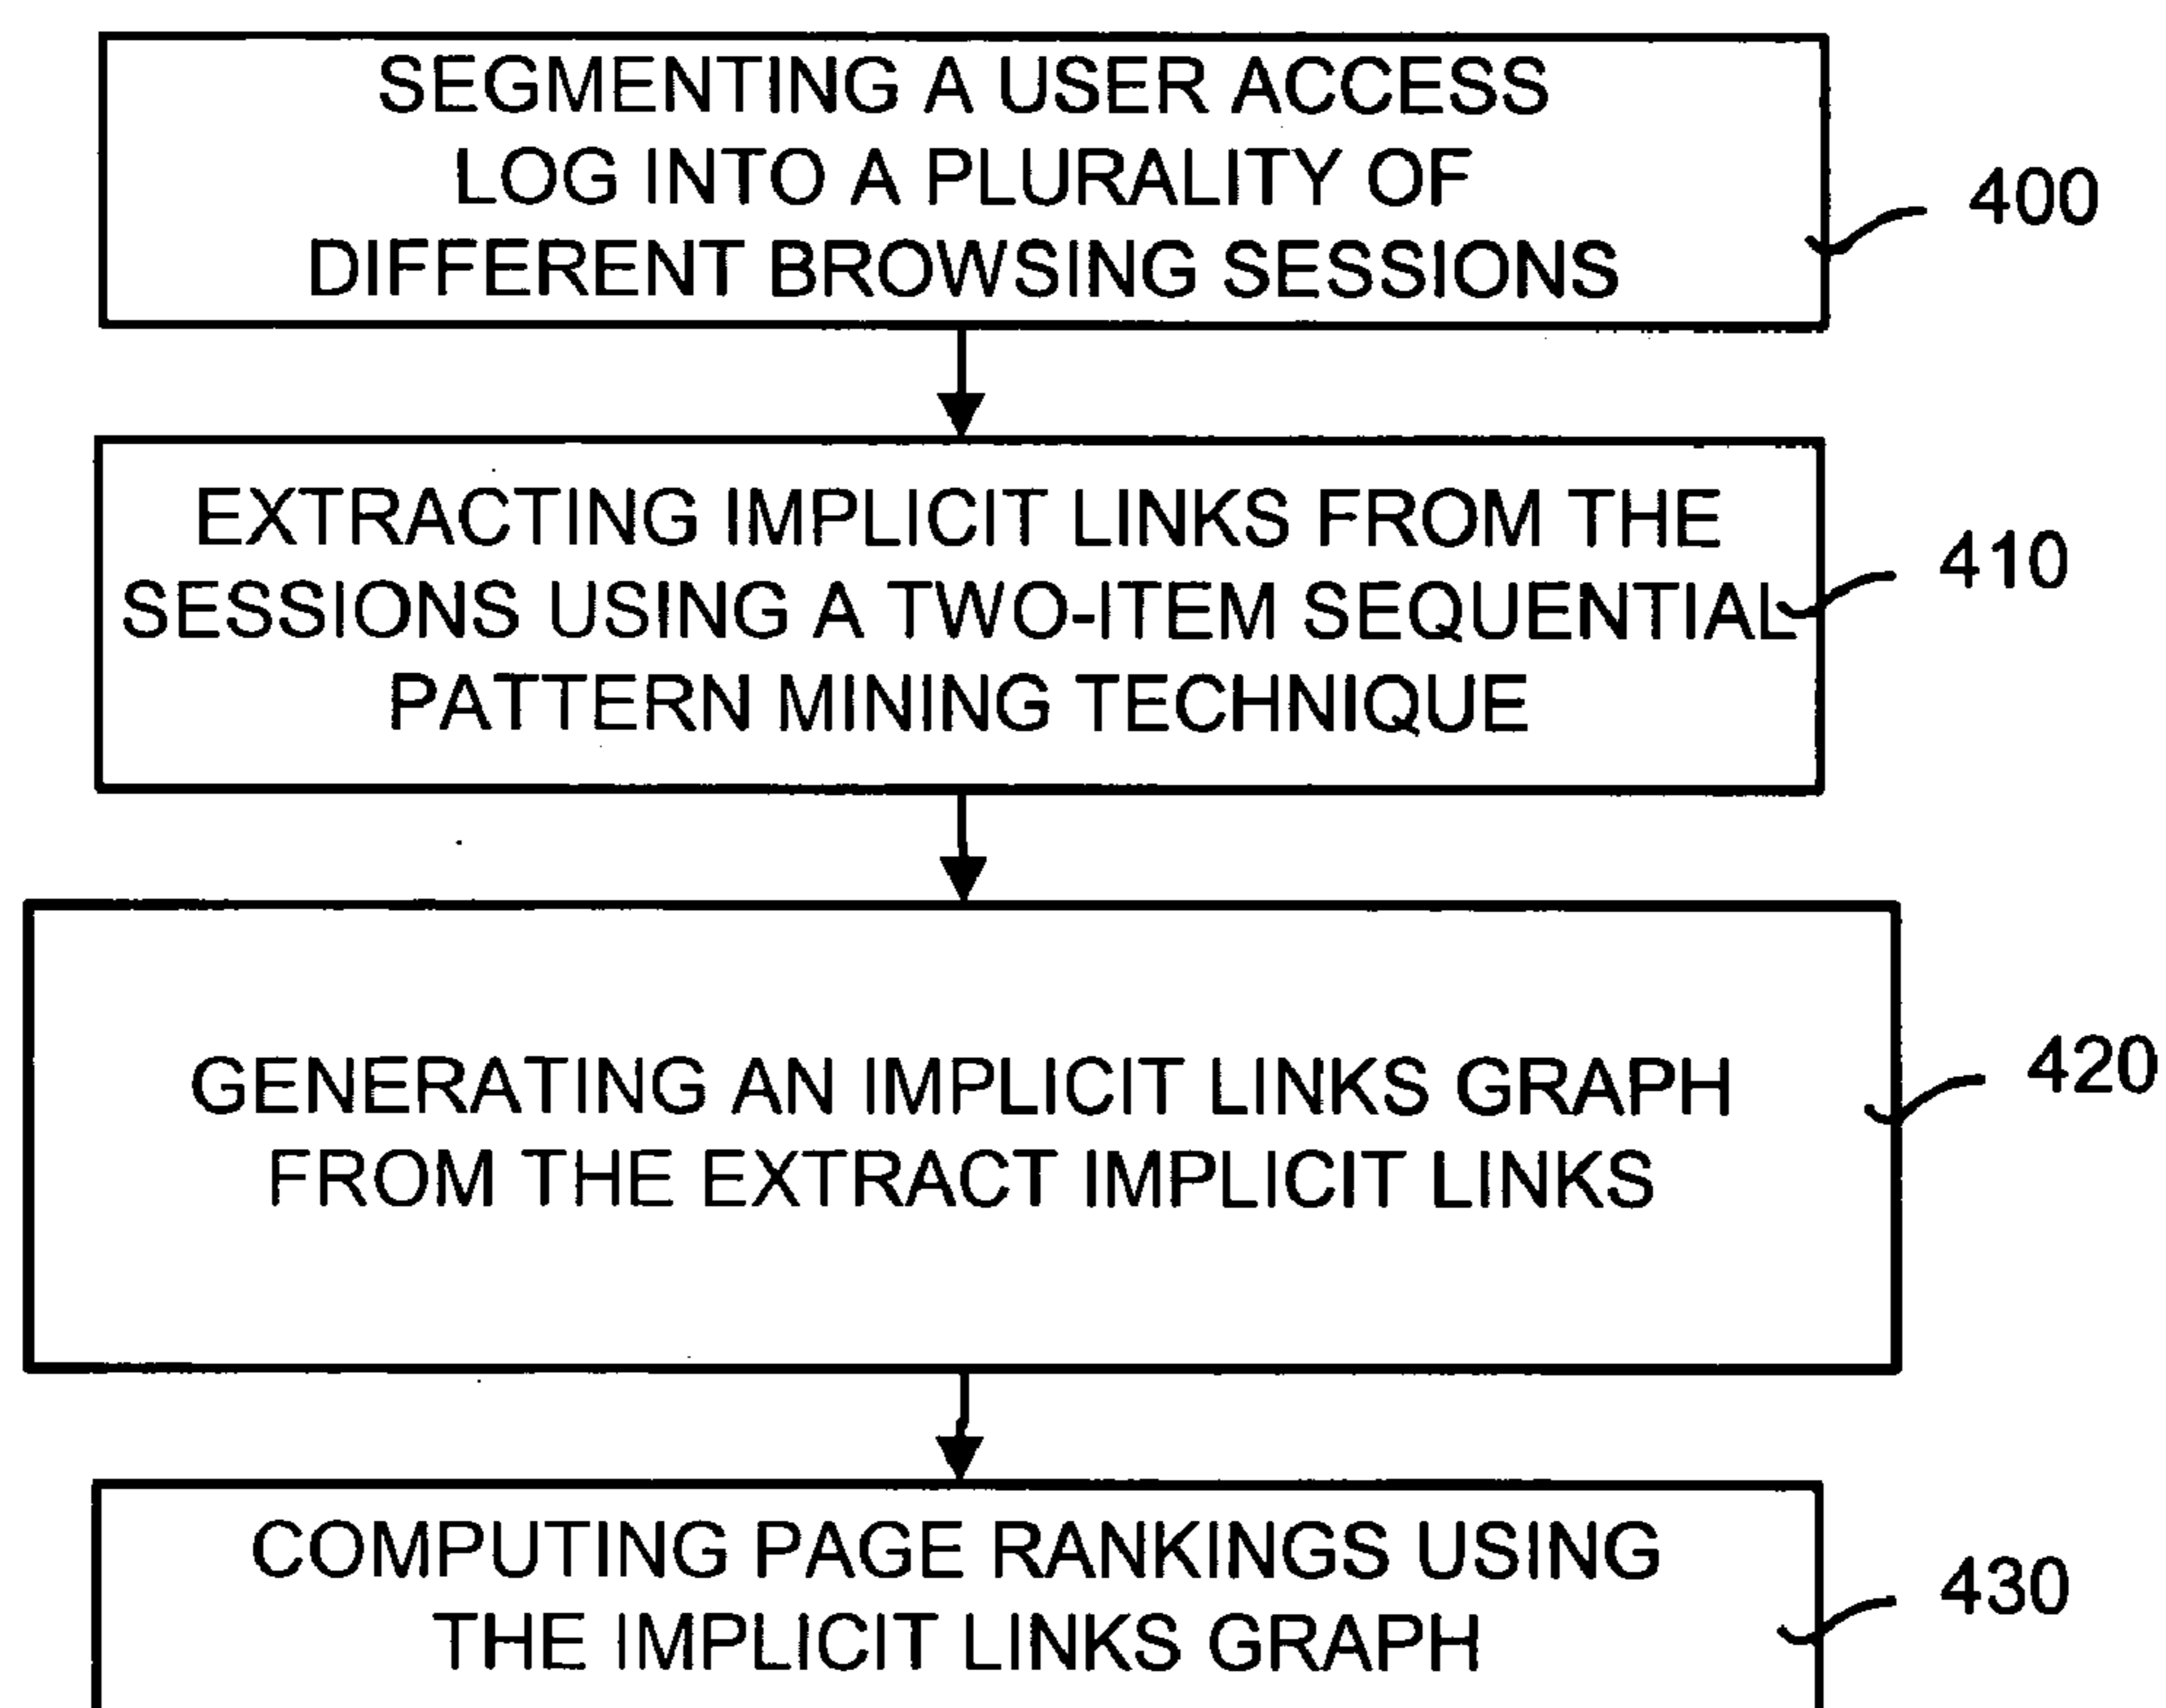 SEGMENTING A USER ACCESS
LOG INTO A PLURALITY OF
DIFFERENT BROWSING SESSIONS
400
EXTRACTING IMPLICIT LINKS FROM THE
SESSIONS USING A TWO-ITEM SEQUENTIAL
PATTERN MINING TECHNIQUE
410
GENERATING AN IMPLICIT LINKS GRAPH
FROM THE EXTRACT IMPLICIT LINKS
420
COMPUTING PAGE RANKINGS USING
THE IMPLICIT LINKS GRAPH
430